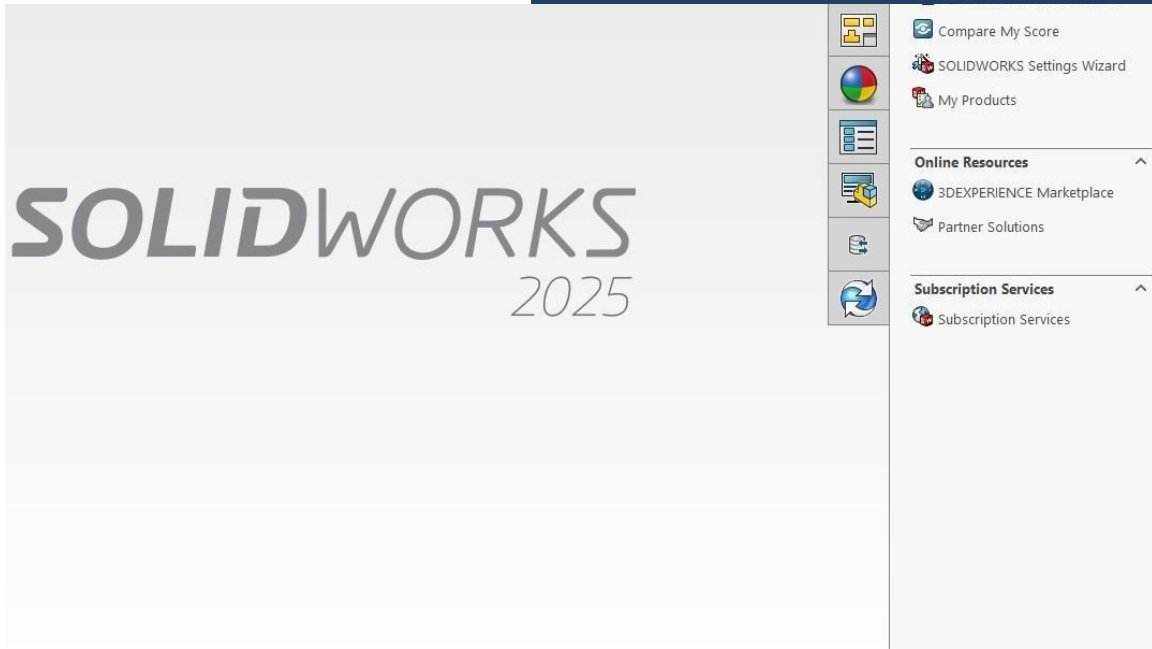 SOLIDWORKS
2025
Compare My Score
SOLIDWORKS Settings Wizard
My Products
Online Resources
3DEXPERIENCE Marketplace
Partner Solutions
Subscription Services
Subscription Services